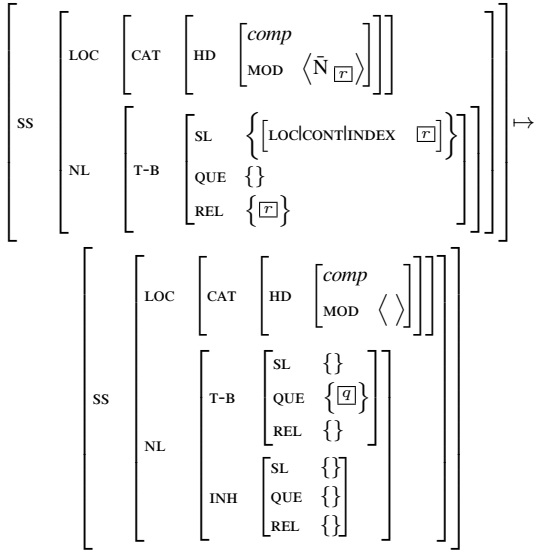 comp
LOC CAT HD
MOD ⟨N̄ [r]⟩
SS
SL {[LOC|CONT|INDEX [r]]}
NL T-B QUE {} ↦
REL {[r]}
comp
LOC CAT HD
MOD ⟨ ⟩
SL {}
T-B QUE {[q]}
SS REL {}
NL
SL {}
INH QUE {}
REL {}